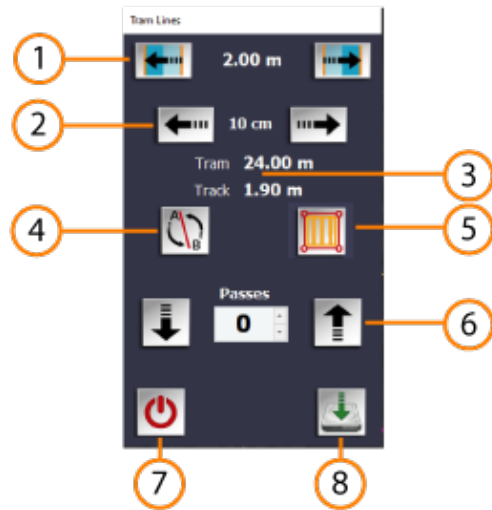 Tram Lines
1
2.00 m
2
10 cm
Tram 24.00 m
3
Track 1.90 m
4
A
B
5
Passes
0
6
7
8